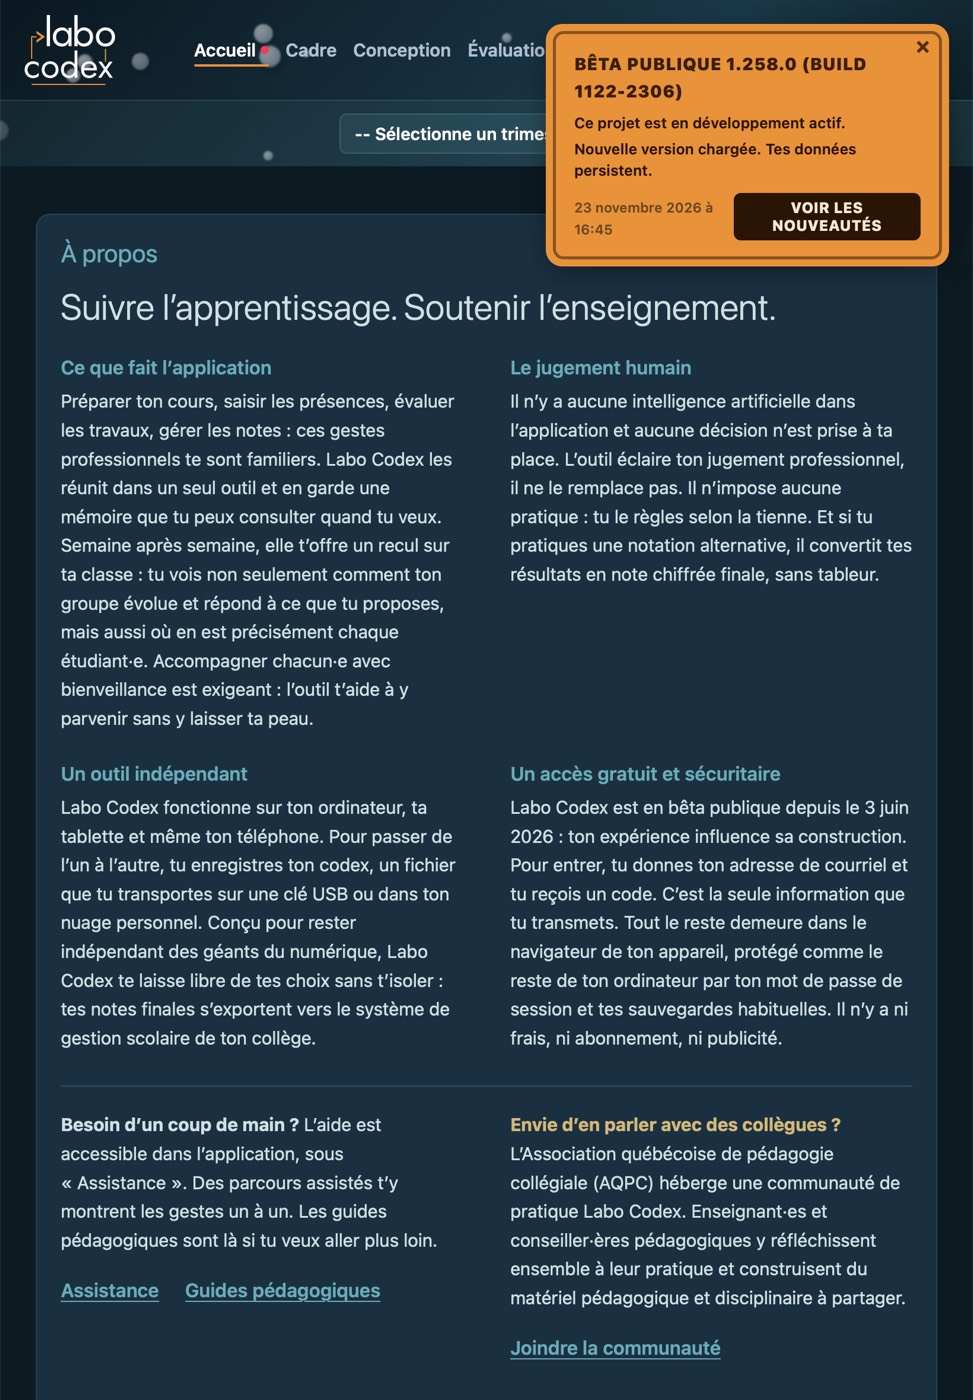 labo
codex
Accueil
Cadre
Conception
-- Sélectionne un
BÊTA PUBLIQUE 1.258.0 (BUILD
1122-2306)
Ce projet est en développement actif.
Nouvelle version chargée. Tes données
persistent.
23 novembre 2026 à
16:45
VOIR LES
NOUVEAUTÉS
À propos
Suivre l’apprentissage. Soutenir l’enseignement.
Ce que fait l’application
Préparer ton cours, saisir les présences, évaluer
les travaux, gérer les notes : ces gestes
professionnels te sont familiers. Labo Codex les
réunit dans un seul outil et en garde une
mémoire que tu peux consulter quand tu veux.
Semaine après semaine, elle t’offre un recul sur
ta classe : tu vois non seulement comment ton
groupe évolue et répond à ce que tu proposes,
mais aussi où en est précisément chaque
étudiant·e. Accompagner chacun·e avec
bienveillance est exigeant : l’outil t’aide à y
parvenir sans y laisser ta peau.
Le jugement humain
Il n’y a aucune intelligence artificielle dans
l’application et aucune décision n’est prise à ta
place. L’outil éclaire ton jugement professionnel,
il ne le remplace pas. Il n’impose aucune
pratique : tu le règles selon la tienne. Et si tu
pratiques une notation alternative, il convertit tes
résultats en note chiffrée finale, sans tableur.
Un outil indépendant
Labo Codex fonctionne sur ton ordinateur, ta
tablette et même ton téléphone. Pour passer de
l’un à l’autre, tu enregistres ton codex, un fichier
que tu transportes sur une clé USB ou dans ton
nuage personnel. Conçu pour rester
indépendant des géants du numérique, Labo
Codex te laisse libre de tes choix sans t’isoler :
tes notes finales s’exportent vers le système de
gestion scolaire de ton collège.
Un accès gratuit et sécuritaire
Labo Codex est en bêta publique depuis le 3 juin
2026 : ton expérience influence sa construction.
Pour entrer, tu donnes ton adresse de courriel et
tu reçois un code. C’est la seule information que
tu transmets. Tout le reste demeure dans le
navigateur de ton appareil, protégé comme le
reste de ton ordinateur par ton mot de passe de
session et tes sauvegardes habituelles. Il n’y a ni
frais, ni abonnement, ni publicité.
Besoin d’un coup de main ? L’aide est
accessible dans l’application, sous
« Assistance ». Des parcours assistés t’y
montrent les gestes un à un. Les guides
pédagogiques sont là si tu veux aller plus loin.
Assistance
Guides pédagogiques
Envie d’en parler avec des collègues ?
L’Association québécoise de pédagogie
collégiale (AQPC) héberge une communauté de
pratique Labo Codex. Enseignant·es et
conseiller·ères pédagogiques y réfléchissent
ensemble à leur pratique et construisent du
matériel pédagogique et disciplinaire à partager.
Joindre la communauté